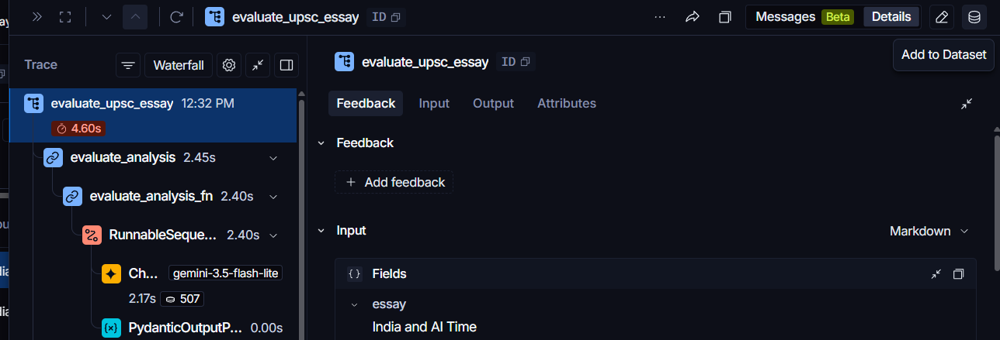 evaluate_upsc_essay ID
Messages Beta Details
Add to Dataset
Trace Waterfall
evaluate_upsc_essay 12:32 PM
4.60s
evaluate_analysis 2.45s
evaluate_analysis_fn 2.40s
RunnableSeque... 2.40s
Ch... gemini-3.5-flash-lite
2.17s 507
PydanticOutputP... 0.00s
evaluate_upsc_essay ID
Feedback Input Output Attributes
Feedback
+ Add feedback
Input Markdown
{} Fields
essay
India and AI Time